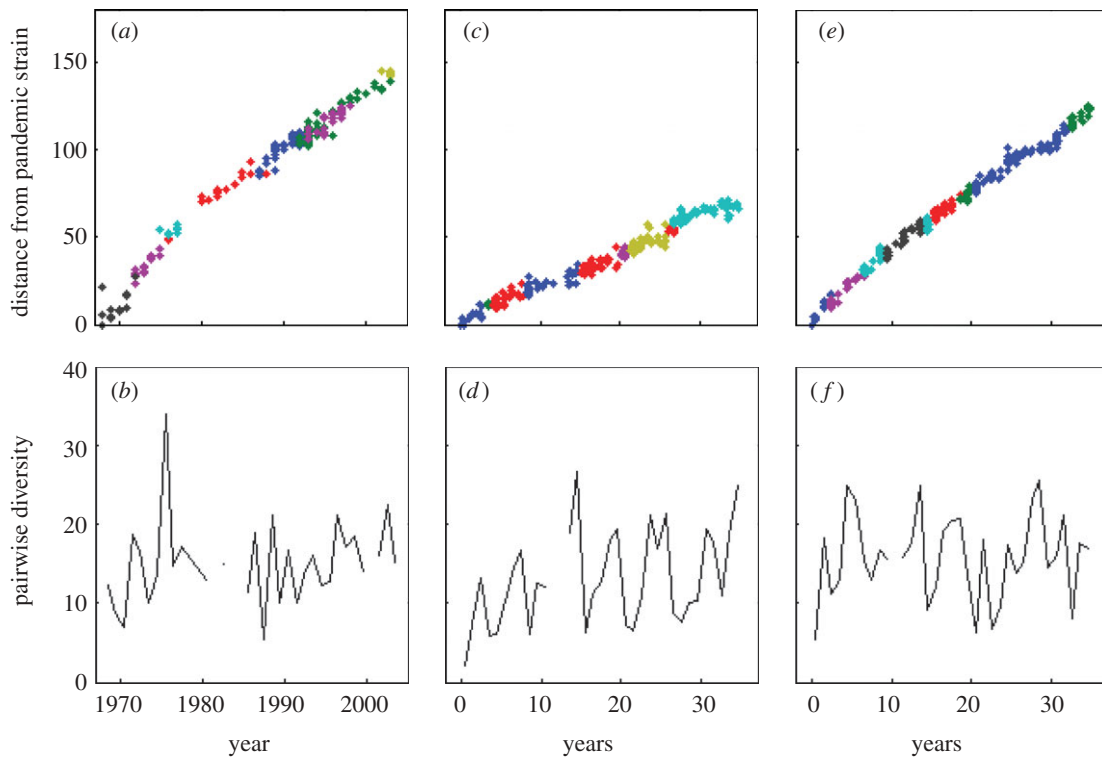 (a) (c) (e)
distance from pandemic strain
150
100
50
0
(b) (d) (f)
pairwise diversity
40
30
20
10
0
1970 1980 1990 2000 0 10 20 30 0 10 20 30
year years years